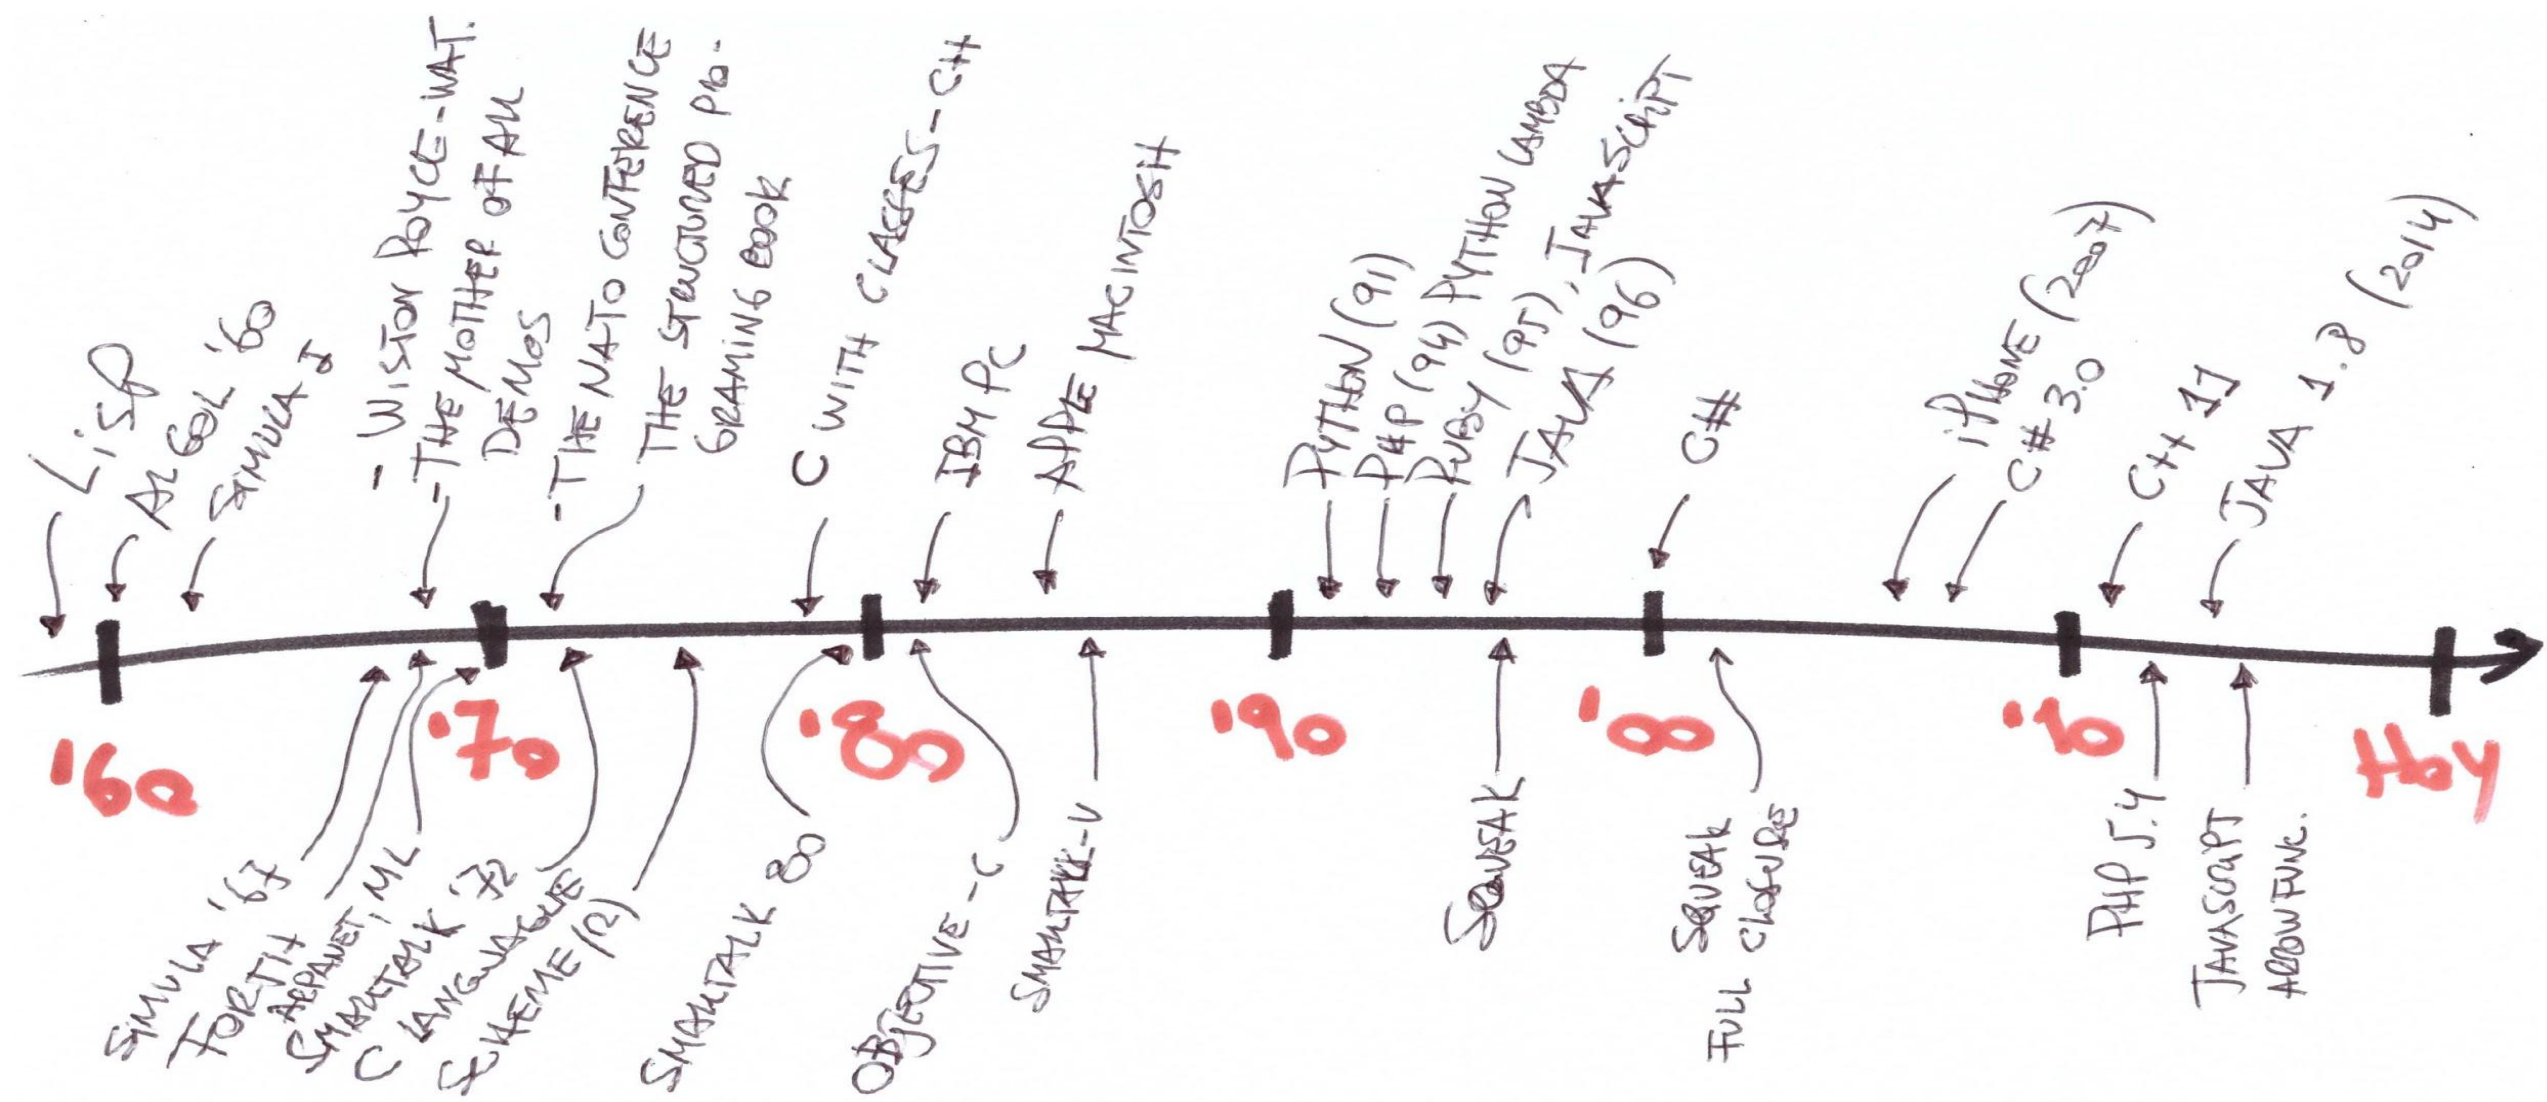 LISP
ALGOL '60
SIMULA I
- WISTON ROYCE-WAT.
-THE MOTHER OF ALL
DEMOS
-THE NATO CONFERENCE
THE STRUCTURED PRO-
GRAMING BOOK
C WITH CLASSES - C++
IBM PC
APPLE MACINTOSH
PYTHON (91)
PHP (94) PYTHON LAMBDA
RUBY (95), JAVASCRIPT
JAVA (96)
C#
iPHONE (2007)
C# 3.0
C++ 11
JAVA 1.8 (2014)
'60
'70
'80
'90
'00
'10
Hoy
SIMULA '67
FORTH
ARPANET, ML
SMALLTALK '72
C LANGUAGUE
SCHEME (R)
SMALLTALK 80
OBJECTIVE-C
SMALLTALK-V
SQUEAK
SQUEAK
FULL CLOSURES
PHP 5.4
JAVASCRIPT
ARROW FUNC.